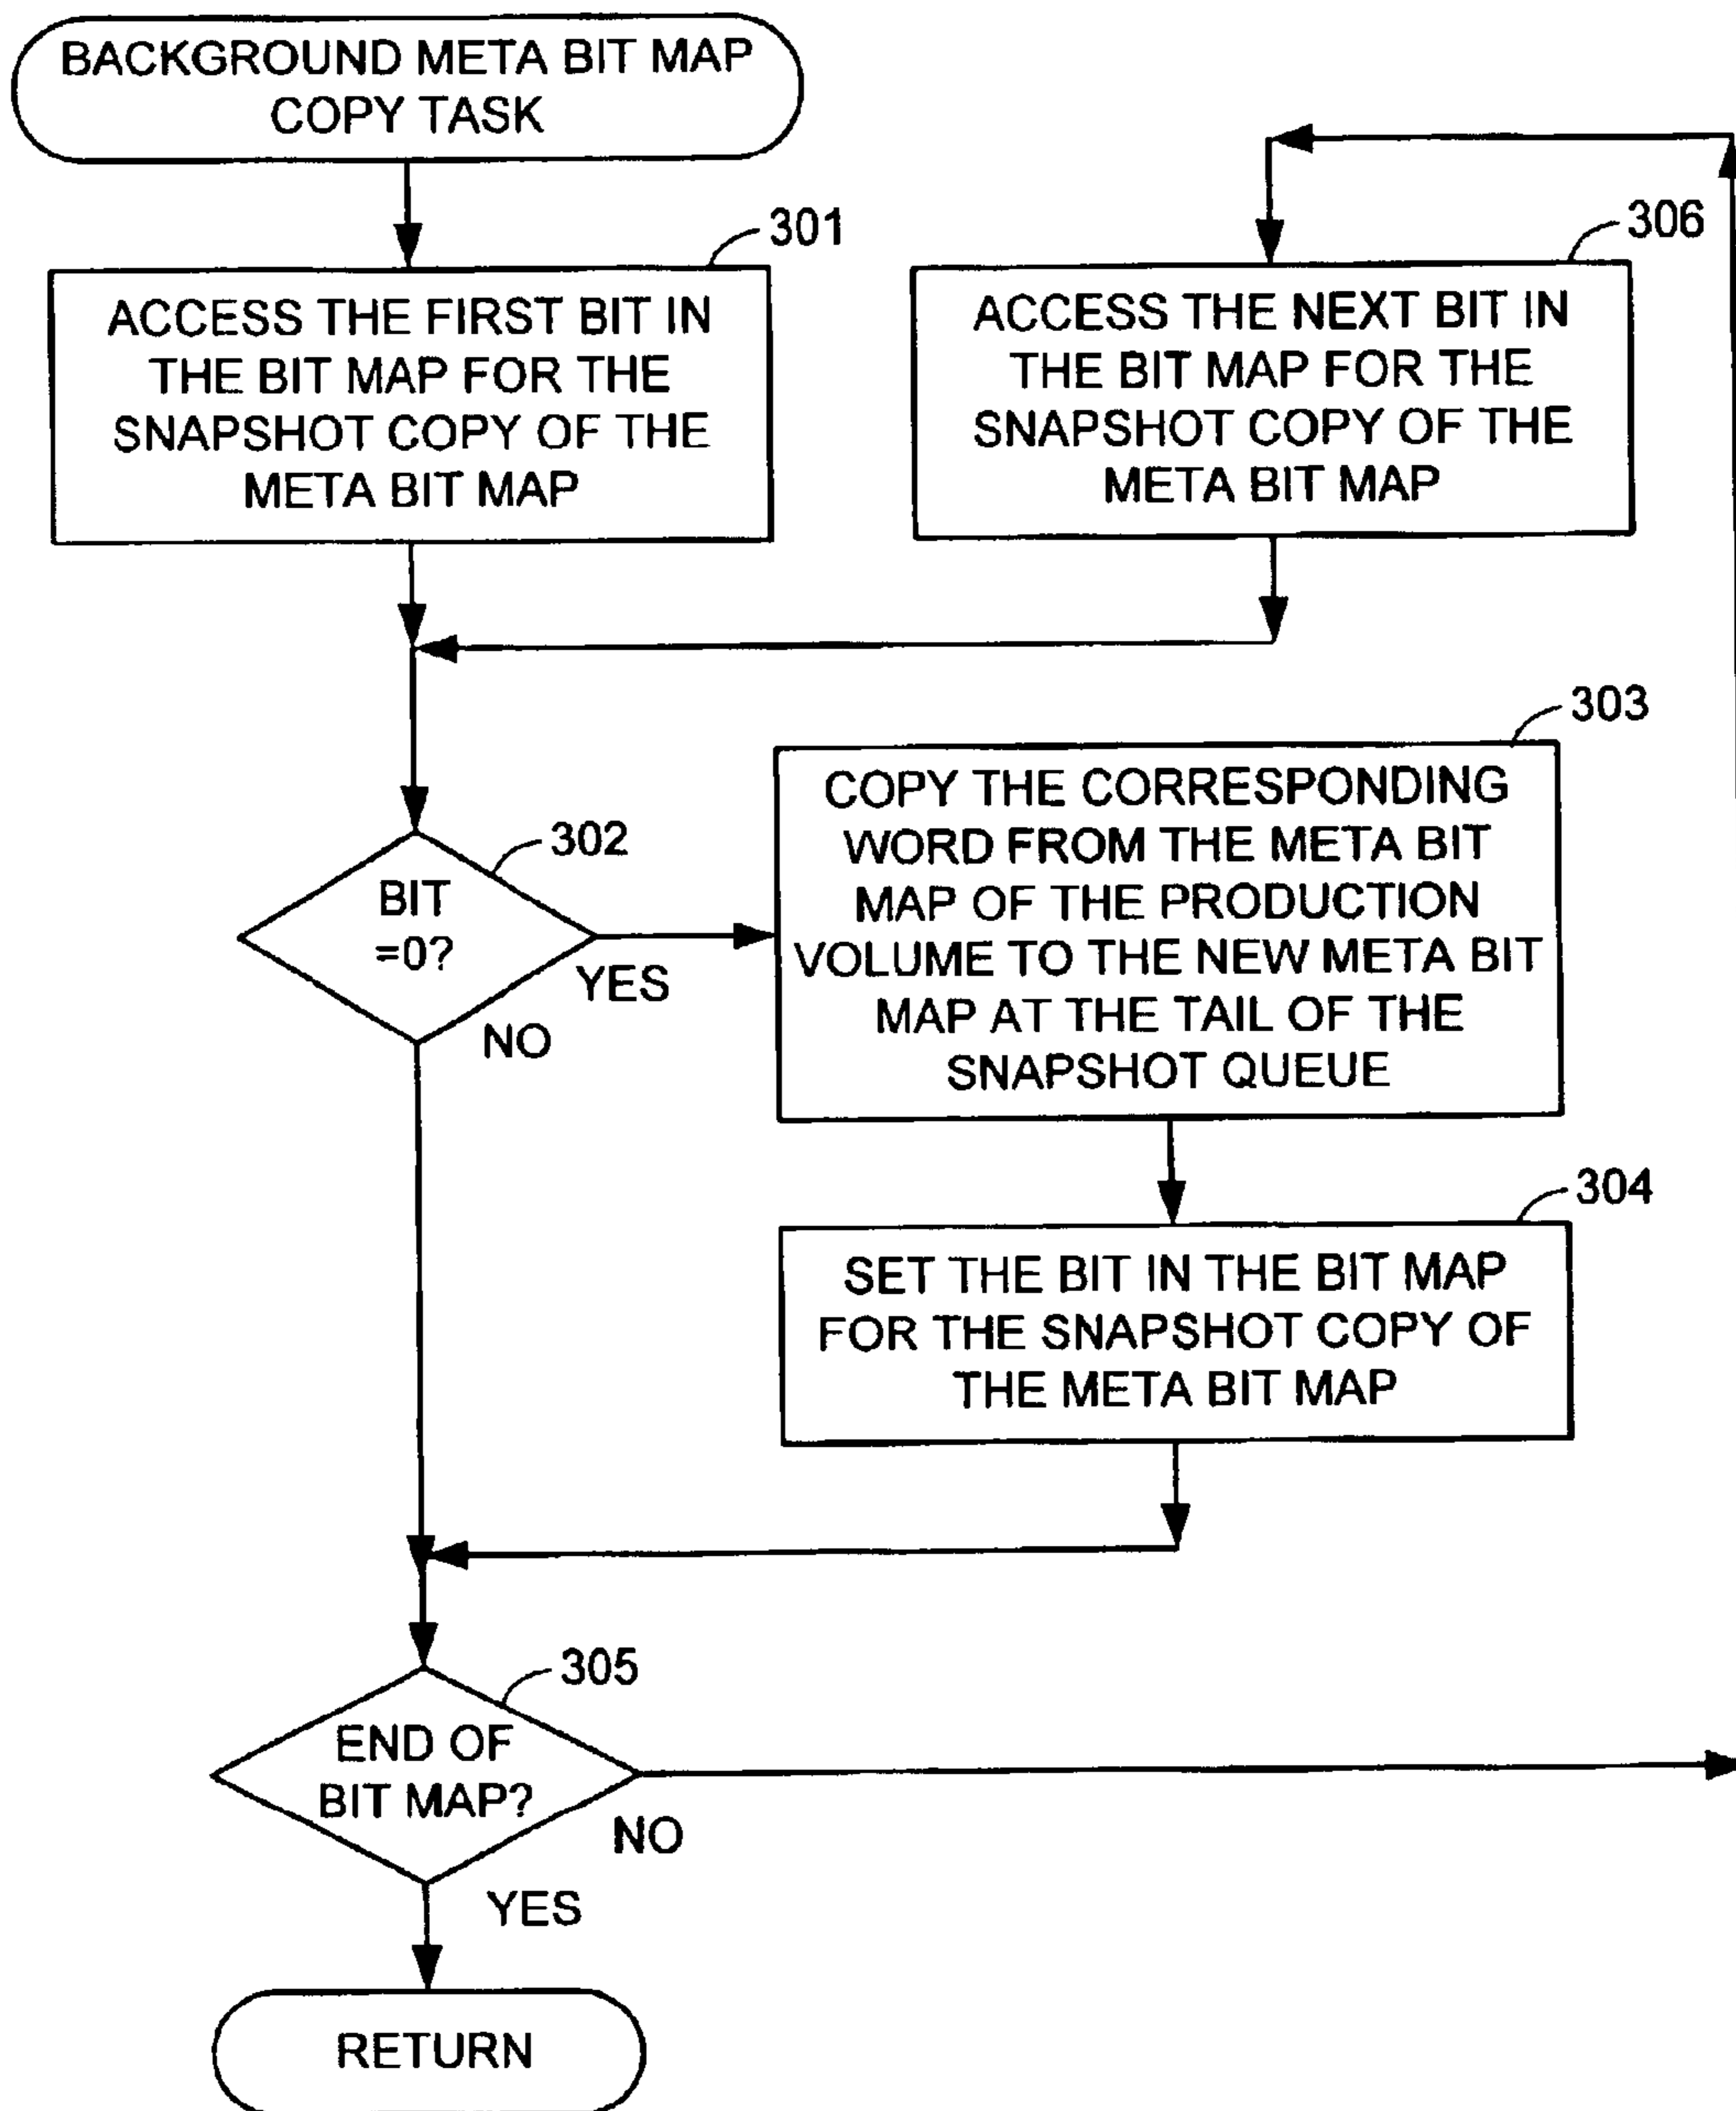 BACKGROUND META BIT MAP
COPY TASK
301
ACCESS THE FIRST BIT IN
THE BIT MAP FOR THE
SNAPSHOT COPY OF THE
META BIT MAP
306
ACCESS THE NEXT BIT IN
THE BIT MAP FOR THE
SNAPSHOT COPY OF THE
META BIT MAP
302
BIT
=0?
YES
NO
303
COPY THE CORRESPONDING
WORD FROM THE META BIT
MAP OF THE PRODUCTION
VOLUME TO THE NEW META BIT
MAP AT THE TAIL OF THE
SNAPSHOT QUEUE
304
SET THE BIT IN THE BIT MAP
FOR THE SNAPSHOT COPY OF
THE META BIT MAP
305
END OF
BIT MAP?
NO
YES
RETURN